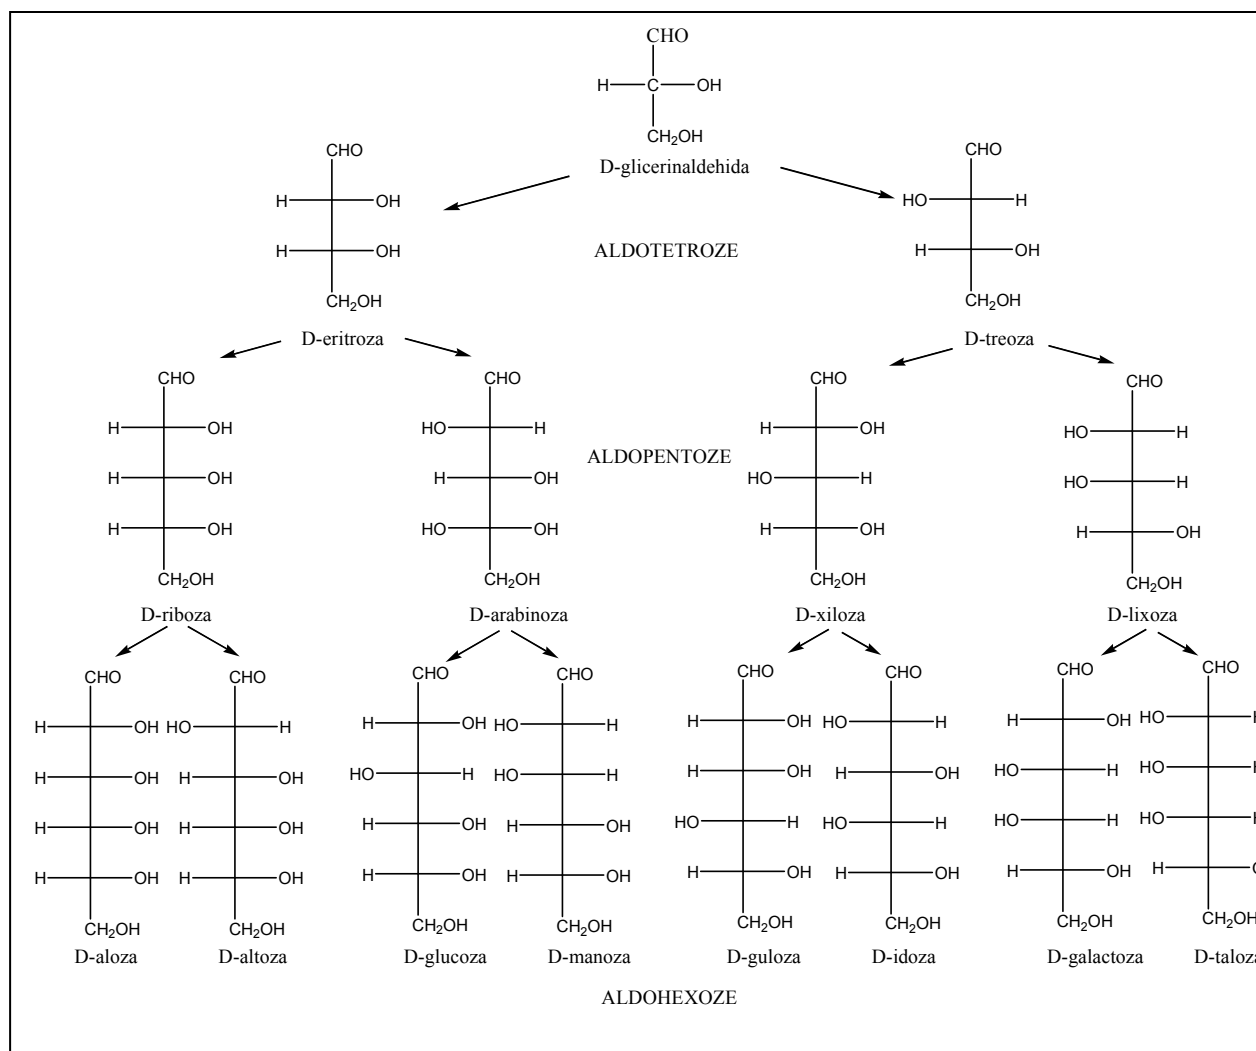 CHO
H C OH
CH₂OH
D-glicerinaldehida
CHO
H OH
H OH
CH₂OH
D-eritroza
ALDOTETROZE
CHO
HO H
H OH
CH₂OH
D-treoza
CHO
H OH
H OH
H OH
CH₂OH
D-riboza
CHO
HO H
H OH
HO OH
CH₂OH
D-arabinoza
ALDOPENTOZE
CHO
H OH
HO H
H OH
CH₂OH
D-xiloza
CHO
HO H
HO H
H OH
CH₂OH
D-lixoza
CHO
H OH
H OH
H OH
H OH
CH₂OH
D-aloza
CHO
HO H
H OH
H OH
H OH
CH₂OH
D-altoza
CHO
H OH
HO H
H OH
H OH
CH₂OH
D-glucoza
CHO
HO H
HO H
H OH
H OH
CH₂OH
D-manoza
CHO
H OH
H OH
HO H
H OH
CH₂OH
D-guloza
CHO
HO H
H OH
HO H
H OH
CH₂OH
D-idoza
CHO
H OH
HO H
HO H
H OH
CH₂OH
D-galactoza
CHO
HO H
HO H
HO H
H
CH₂OH
D-taloza
ALDOHEXOZE